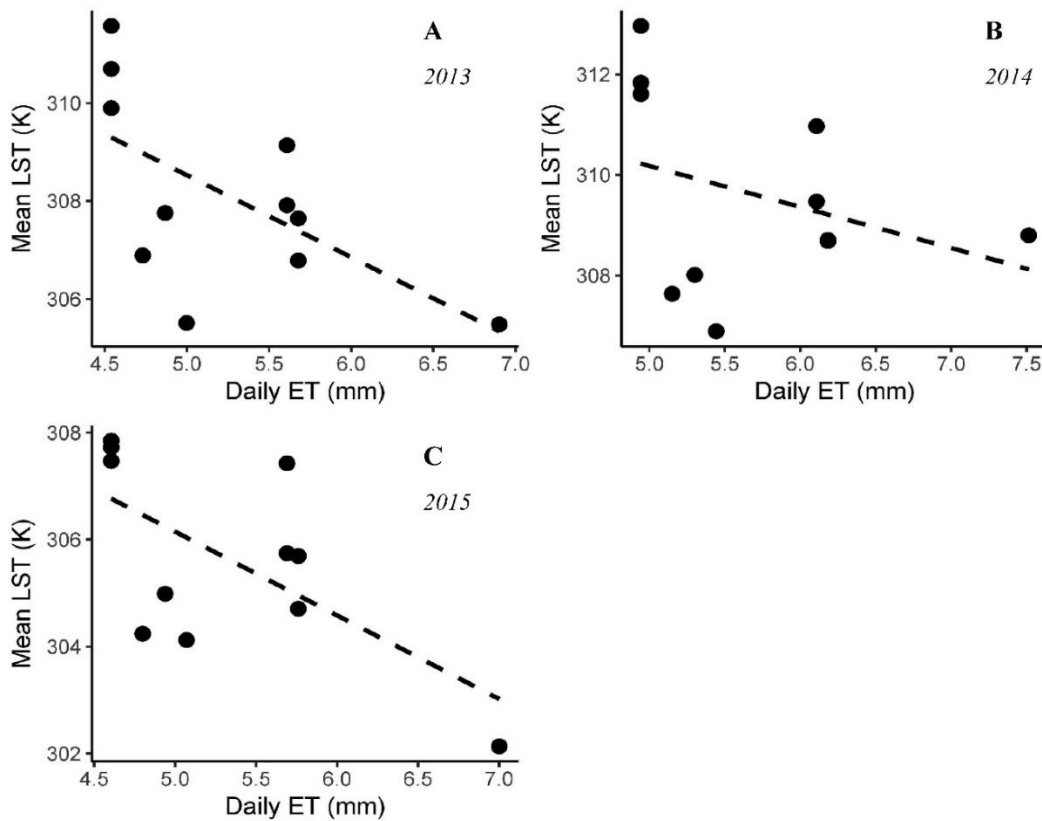 A
2013
Mean LST (K)
310
308
306
4.5 5.0 5.5 6.0 6.5 7.0
Daily ET (mm)
B
2014
Mean LST (K)
312
310
308
5.0 5.5 6.0 6.5 7.0 7.5
Daily ET (mm)
C
2015
Mean LST (K)
308
306
304
302
4.5 5.0 5.5 6.0 6.5 7.0
Daily ET (mm)